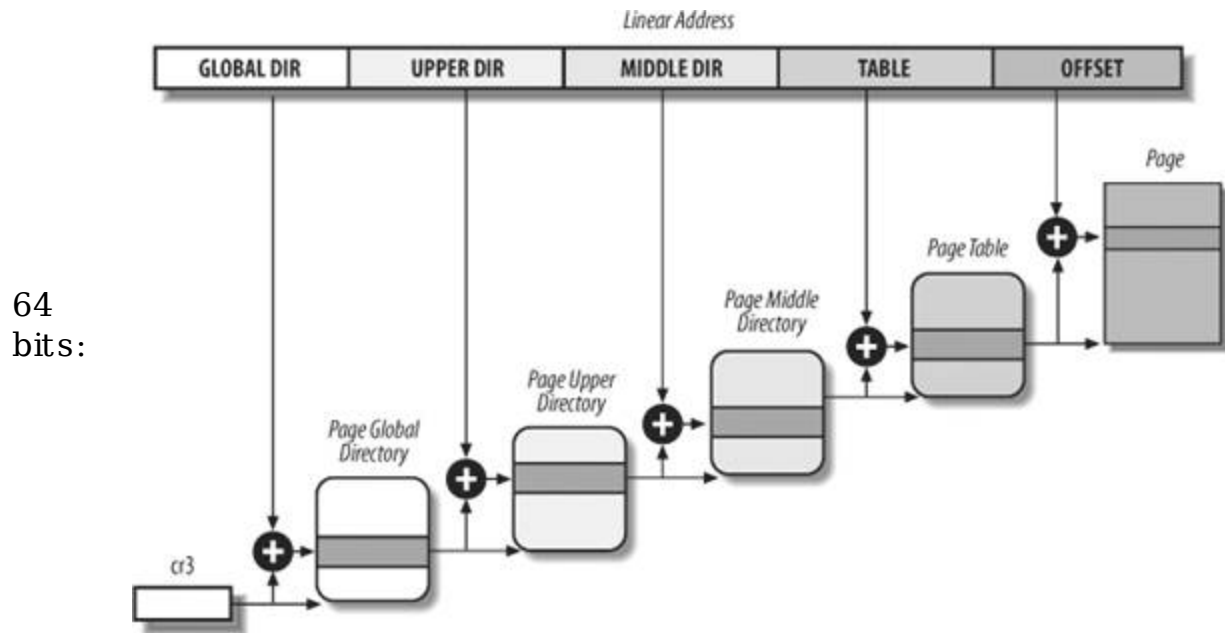 Linear Address
GLOBAL DIR UPPER DIR MIDDLE DIR TABLE OFFSET
Page
Page Table
Page Middle
Directory
64
bits:
Page Upper
Directory
Page Global
Directory
cr3